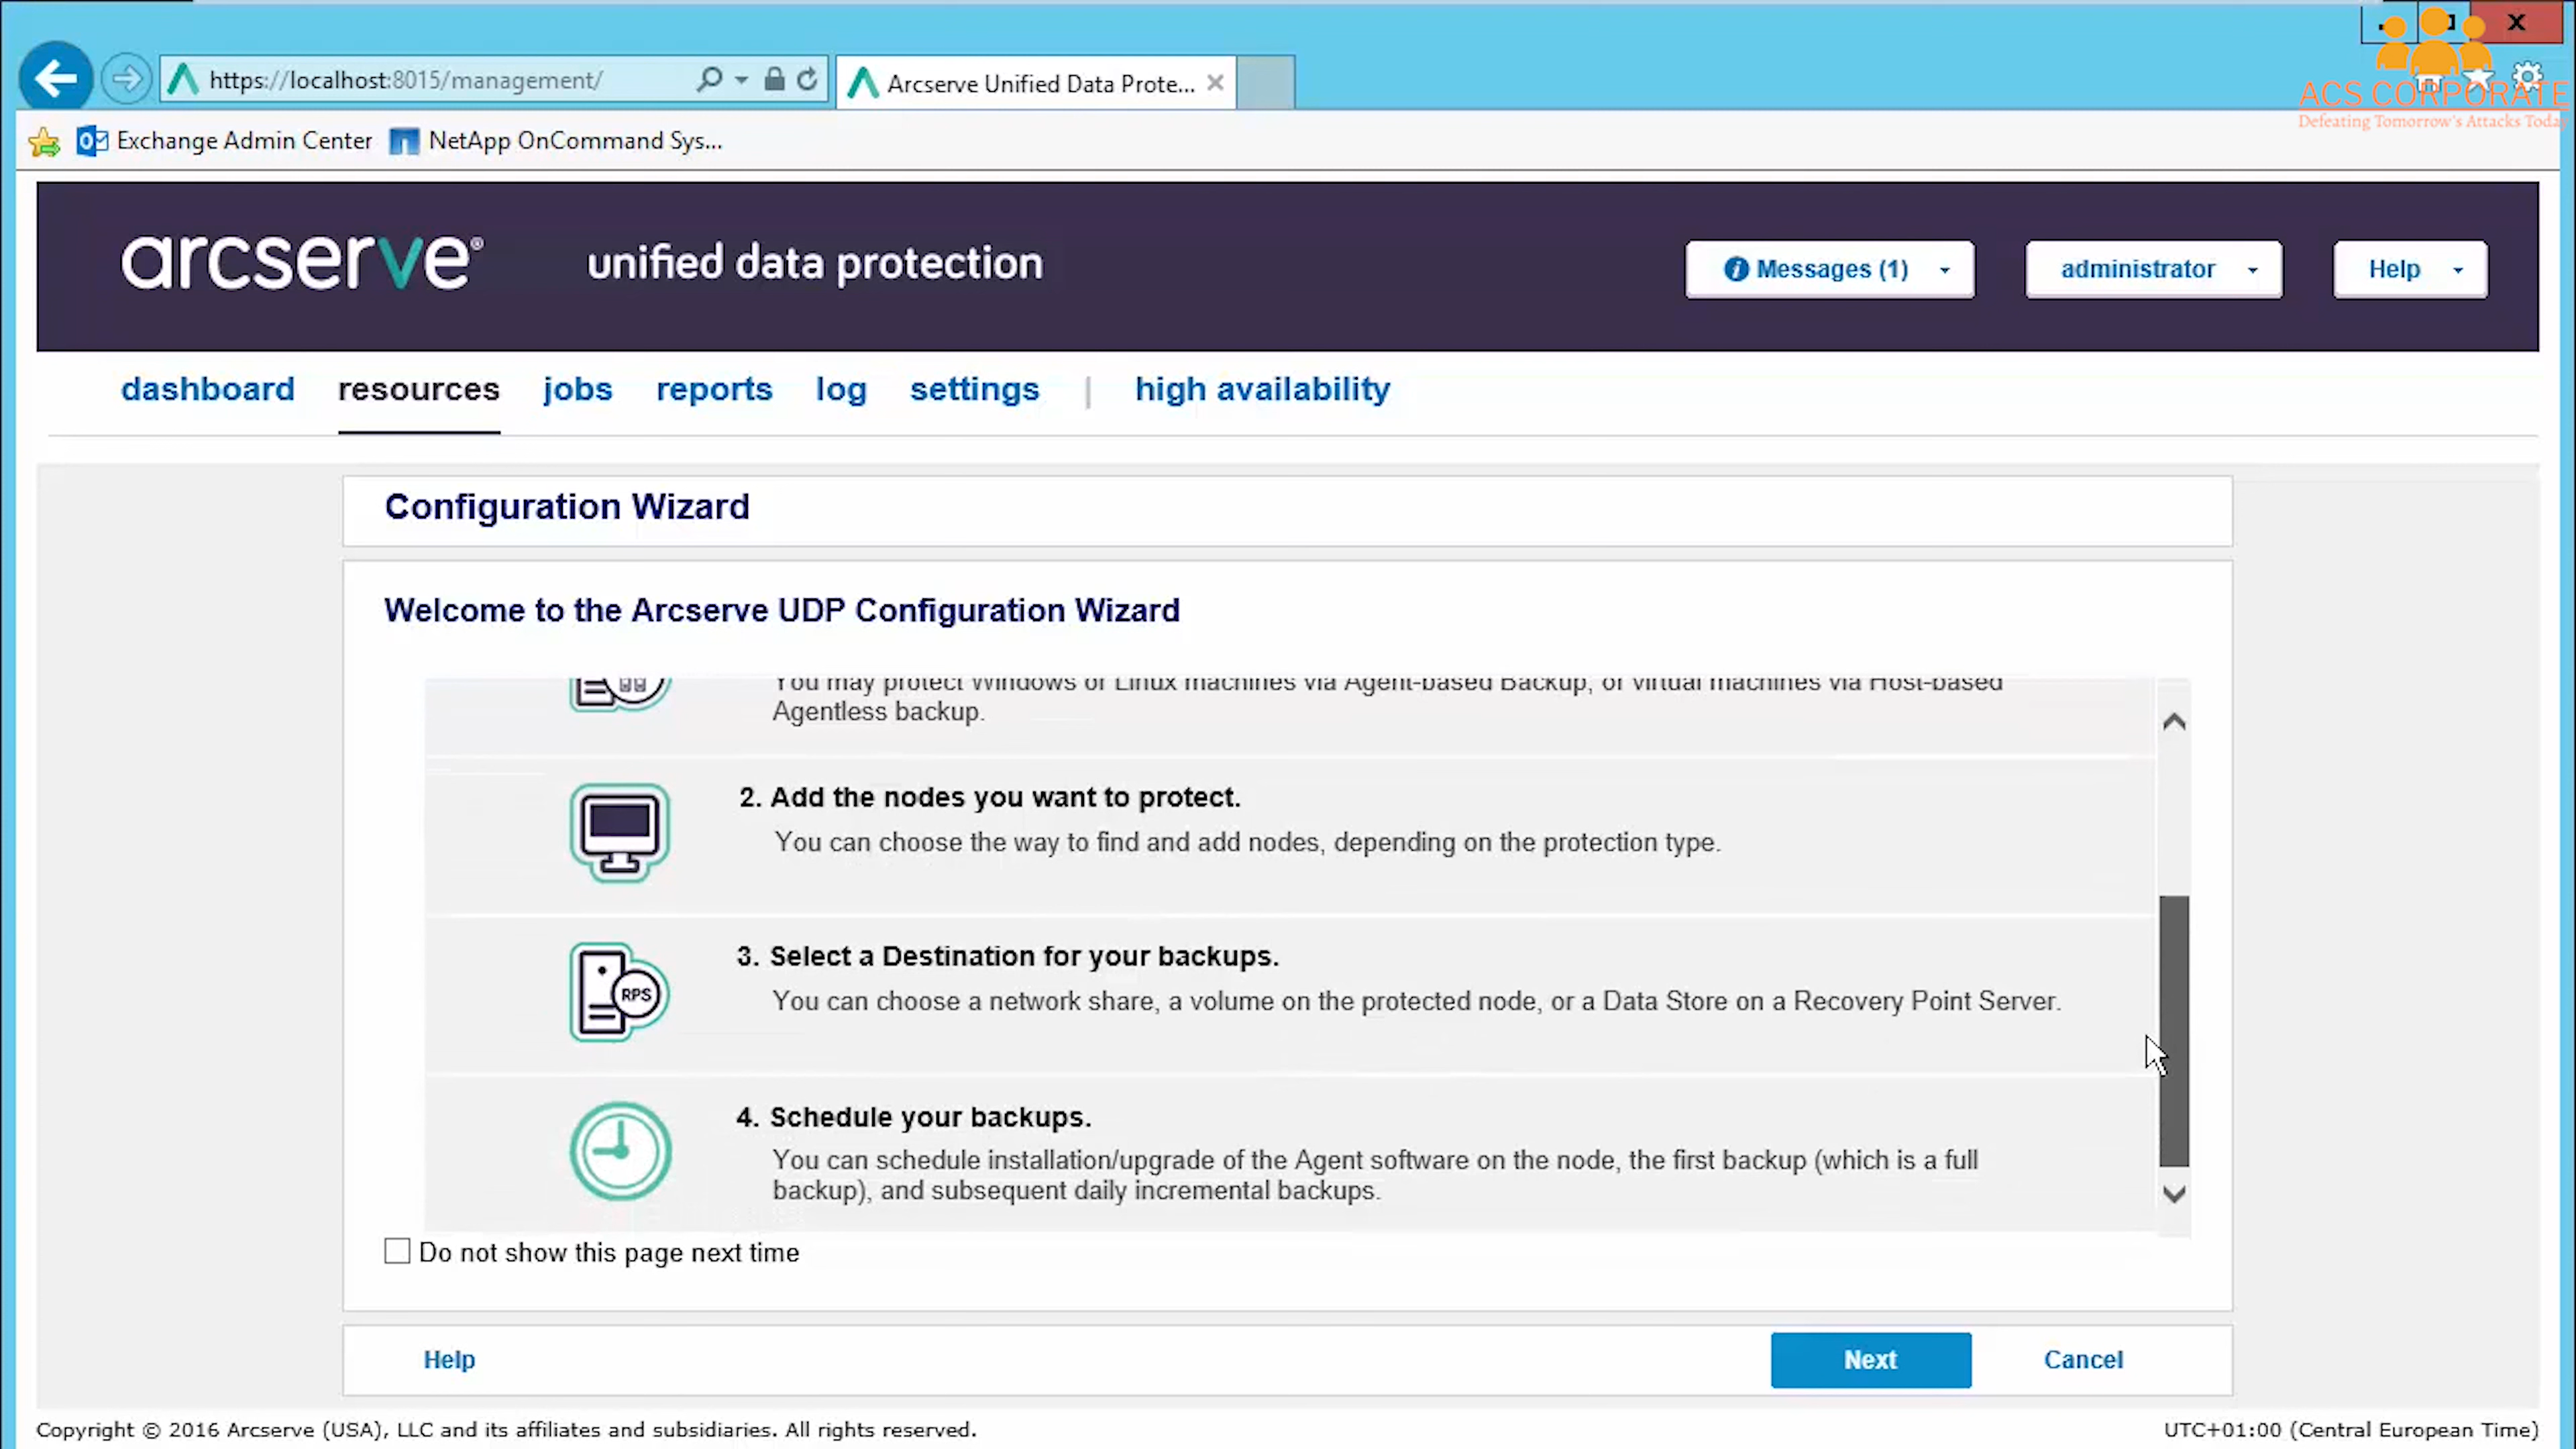 https://localhost:8015/management/
Arcserve Unified Data Prote...
ACS CORPORATE
Defeating Tomorrow's Attacks Today
Exchange Admin Center
NetApp OnCommand Sys...
arcserve®
unified data protection
Messages (1)
administrator
Help
dashboard
resources
jobs
reports
log
settings
|
high availability
Configuration Wizard
Welcome to the Arcserve UDP Configuration Wizard
You may protect Windows or Linux machines via Agent-based Backup, or virtual machines via Host-based
Agentless backup.
2. Add the nodes you want to protect.
You can choose the way to find and add nodes, depending on the protection type.
3. Select a Destination for your backups.
RPS
You can choose a network share, a volume on the protected node, or a Data Store on a Recovery Point Server.
4. Schedule your backups.
You can schedule installation/upgrade of the Agent software on the node, the first backup (which is a full
backup), and subsequent daily incremental backups.
Do not show this page next time
Help
Next
Cancel
Copyright © 2016 Arcserve (USA), LLC and its affiliates and subsidiaries. All rights reserved.
UTC+01:00 (Central European Time)